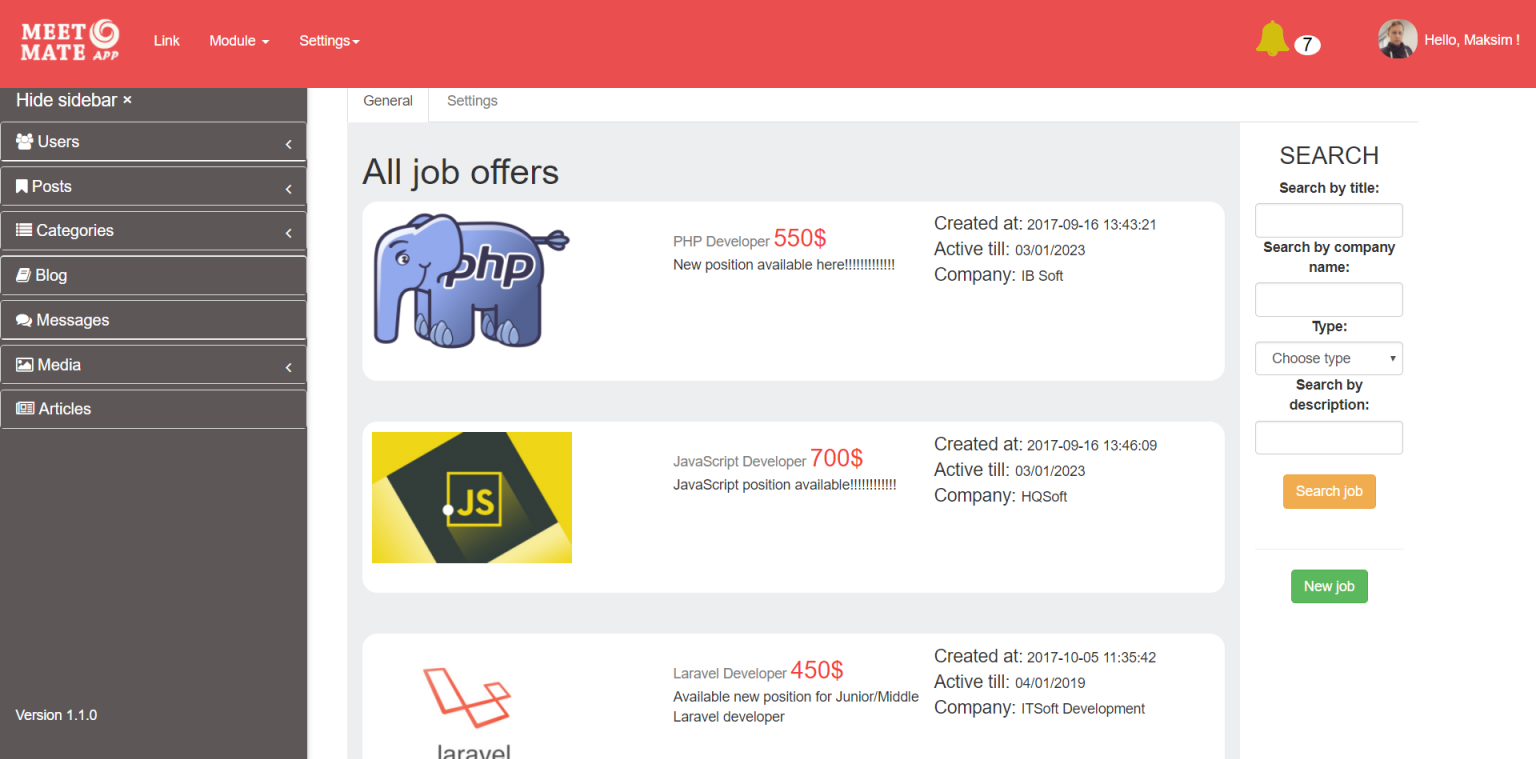 MEET
MATE APP
Link
Module
Settings
7
Hello, Maksim !
Hide sidebar ×
Users
Posts
Categories
Blog
Messages
Media
Articles
Version 1.1.0
General
Settings
All job offers
php
PHP Developer 550$
New position available here!!!!!!!!!!!!!
Created at: 2017-09-16 13:43:21
Active till: 03/01/2023
Company: IB Soft
JS
JavaScript Developer 700$
JavaScript position available!!!!!!!!!!!!
Created at: 2017-09-16 13:46:09
Active till: 03/01/2023
Company: HQSoft
laravel
Laravel Developer 450$
Available new position for Junior/Middle
Laravel developer
Created at: 2017-10-05 11:35:42
Active till: 04/01/2019
Company: ITSoft Development
SEARCH
Search by title:
Search by company
name:
Type:
Choose type
Search by
description:
Search job
New job